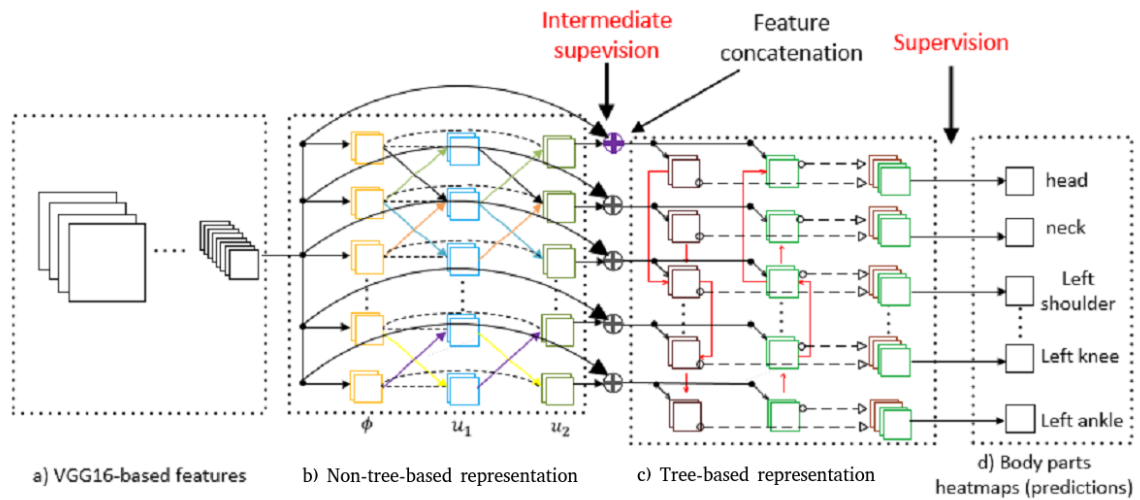 Intermediate
supevision
Feature
concatenation
Supervision
head
neck
Left
shoulder
Left knee
Left ankle
ϕ
u₁
u₂
a) VGG16-based features
b) Non-tree-based representation
c) Tree-based representation
d) Body parts
heatmaps (predictions)